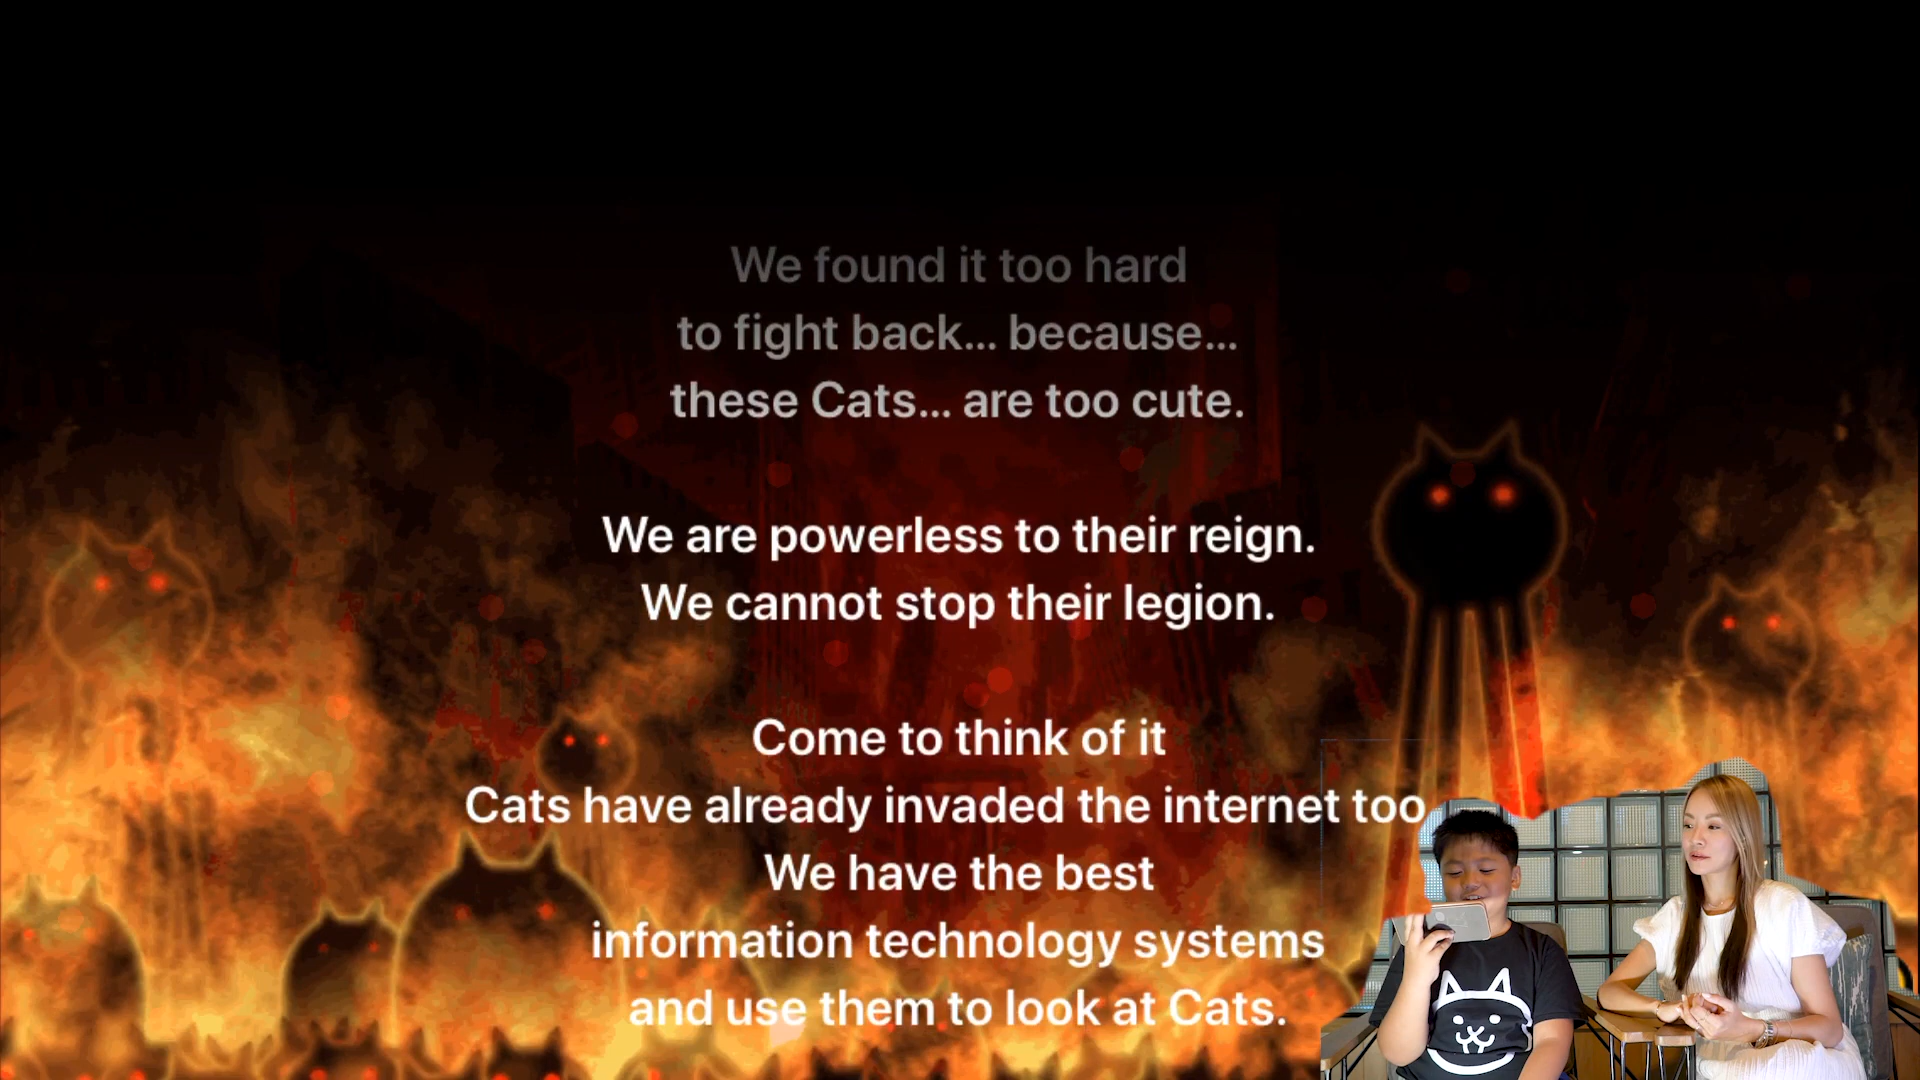 We found it too hard
to fight back... because...
these Cats... are too cute.
We are powerless to their reign.
We cannot stop their legion.
Come to think of it
Cats have already invaded the internet too
We have the best
information technology systems
and use them to look at Cats.